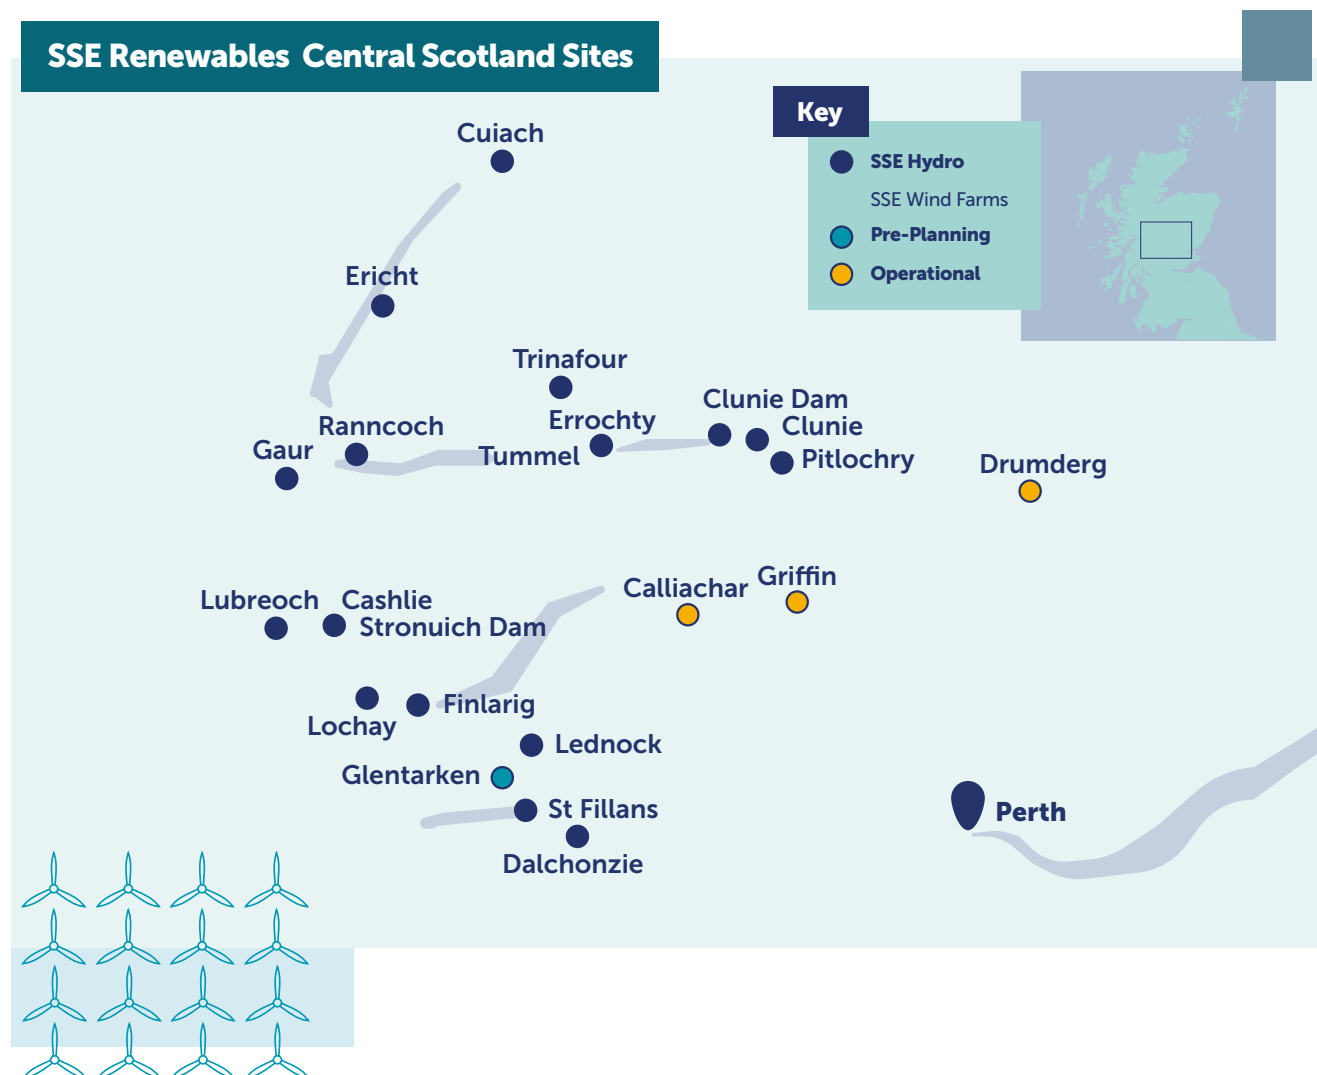 SSE Renewables Central Scotland Sites
Key
SSE Hydro
SSE Wind Farms
Pre-Planning
Operational
Cuiach
Ericht
Trinafour
Clunie Dam
Errochty
Ranncoch
Clunie
Gaur
Tummel
Pitlochry
Drumderg
Griffin
Calliachar
Lubreoch
Cashlie
Stronuich Dam
Finlarig
Lochay
Lednock
Glentarken
St Fillans
Perth
Dalchonzie